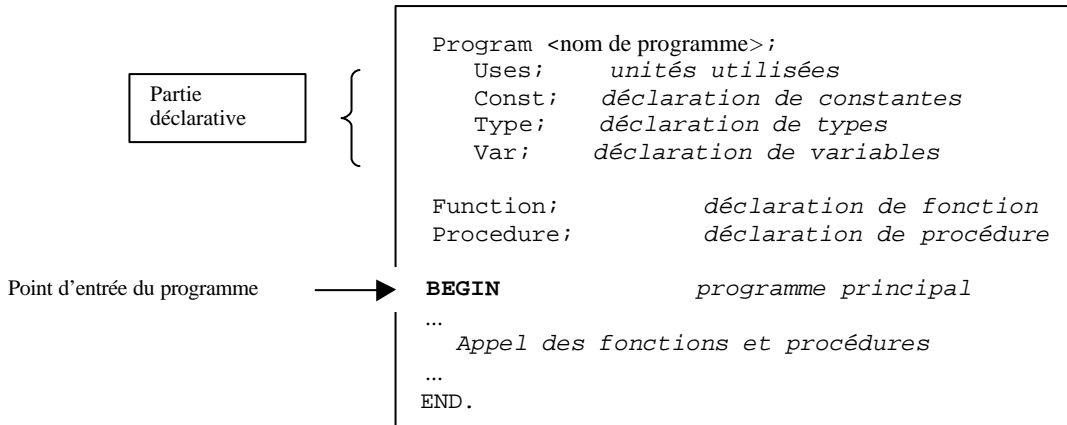 Program <nom de programme>;
Uses; unités utilisées
Const; déclaration de constantes
Type; déclaration de types
Var; déclaration de variables
Partie
déclarative
Function; déclaration de fonction
Procedure; déclaration de procédure
Point d'entrée du programme
BEGIN programme principal
…
Appel des fonctions et procédures
…
END.